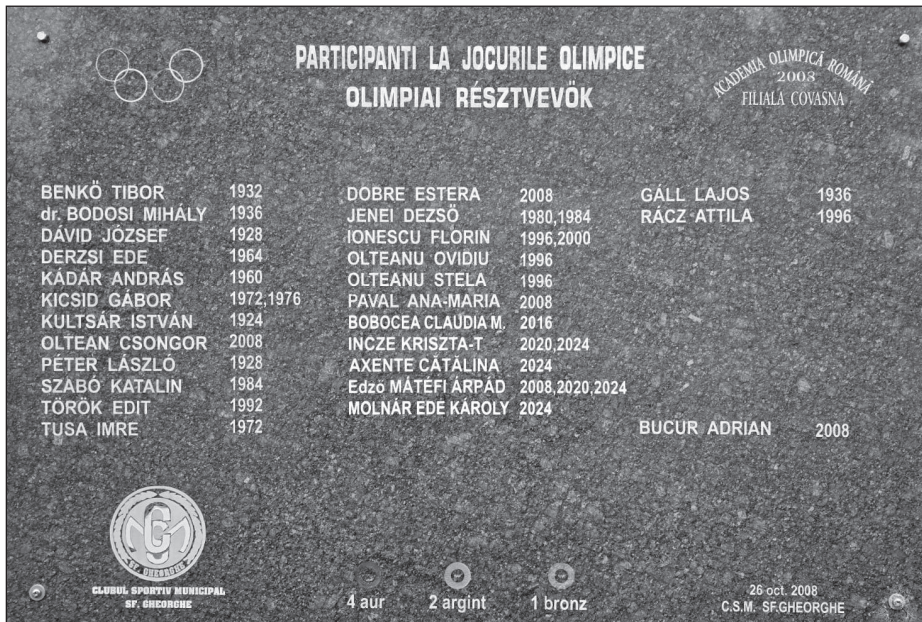 PARTICIPANTI LA JOCURILE OLIMPICE
OLIMPIAI RÉSZTVEVŐK
ACADEMIA OLIMPICĂ ROMÂNĂ
2008
FILIALA COVASNA
BENKŐ TIBOR 1932
dr. BODOSI MIHÁLY 1936
DÁVID JÓZSEF 1928
DERZSI EDE 1964
KÁDÁR ANDRÁS 1960
KICSID GÁBOR 1972,1976
KULTSÁR ISTVÁN 1924
OLTEAN CSONGOR 2008
PÉTER LÁSZLÓ 1928
SZABÓ KATALIN 1984
TÖRÖK EDIT 1992
TUSA IMRE 1972
DOBRE ESTERA 2008
JENEI DEZSŐ 1980,1984
IONESCU FLORIN 1996,2000
OLTEANU OVIDIU 1996
OLTEANU STELA 1996
PAVAL ANA-MARIA 2008
BOBOCEA CLAUDIA M. 2016
INCZE KRISZTA-T 2020,2024
AXENTE CĂTĂLINA 2024
Edző MÁTÉFI ÁRPÁD 2008,2020,2024
MOLNÁR EDE KÁROLY 2024
GÁLL LAJOS 1936
RÁCZ ATTILA 1996
BUCUR ADRIAN 2008
CSM
SF. GHEORGHE
CLUBUL SPORTIV MUNICIPAL
SF. GHEORGHE
4 aur 2 argint 1 bronz
26 oct. 2008
C.S.M. SF.GHEORGHE